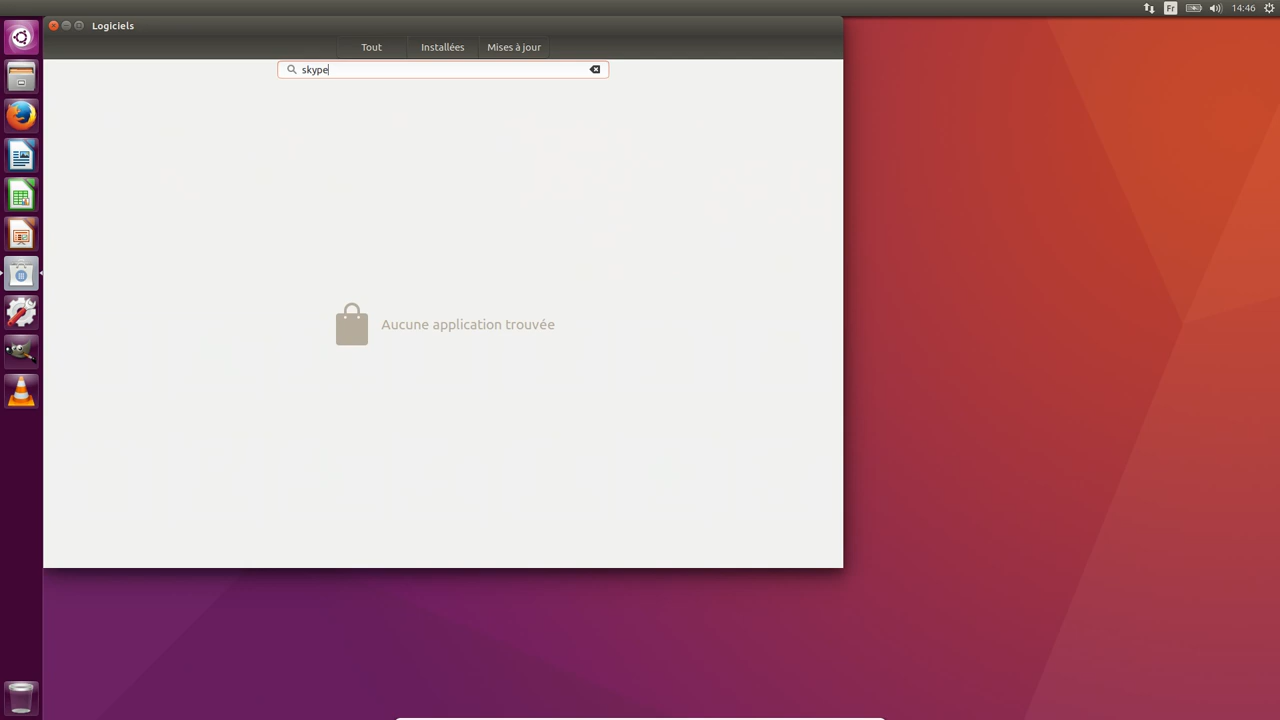 Fr
14:46
Logiciels
Tout
Installées
Mises à jour
skype
Aucune application trouvée